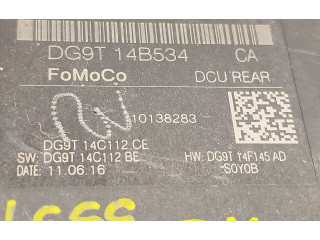 DG9T 14B534 CA
FoMoCo DCU REAR
10138283-
DG9T 14C112 CE
SW: DG9T 14C112 BE HW: DG9T 14F145 AD
DATE: 11.06.16 -S0Y0B